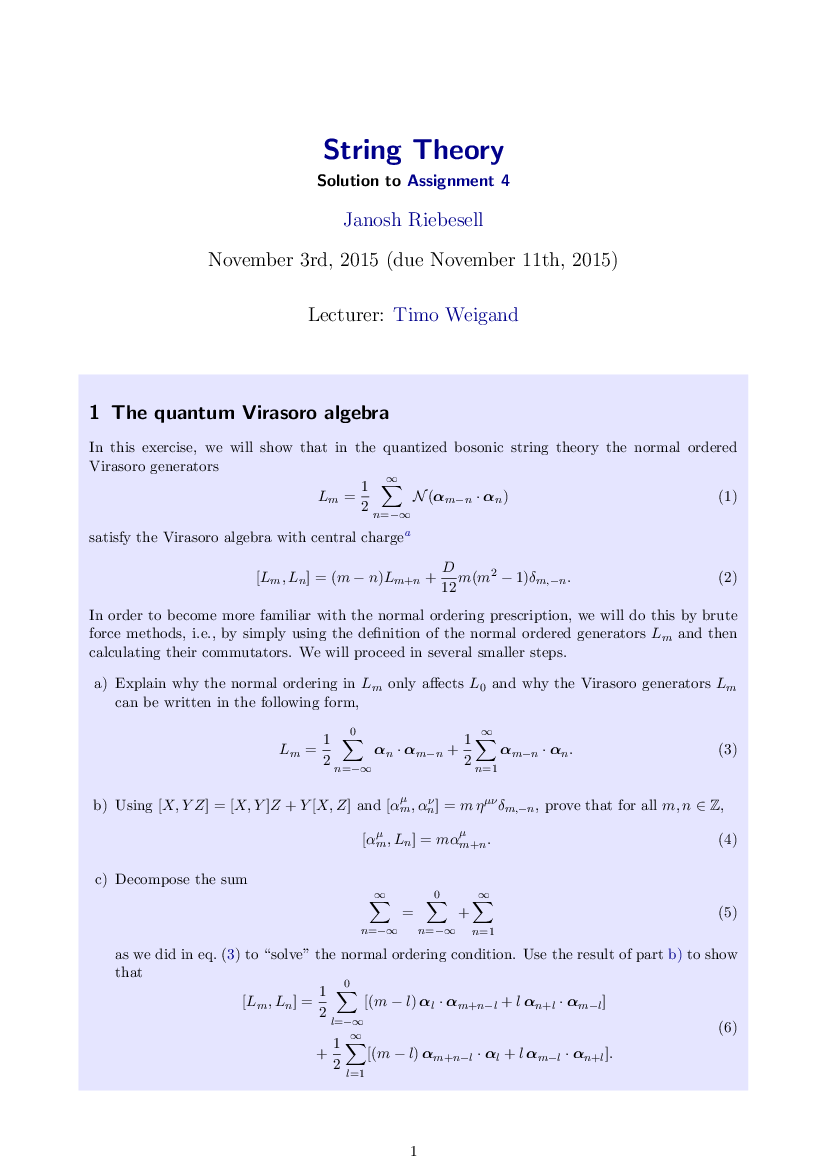 String Theory
Solution to Assignment 4
Janosh Riebesell
November 3rd, 2015 (due November 11th, 2015)
Lecturer: Timo Weigand
1 The quantum Virasoro algebra
In this exercise, we will show that in the quantized bosonic string theory the normal ordered
Virasoro generators
$L_m = \frac{1}{2} \sum_{n=-\infty}^{\infty} \mathcal{N}(\boldsymbol{\alpha}_{m-n} \cdot \boldsymbol{\alpha}_n)$ (1)
satisfy the Virasoro algebra with central charge$^a$
$[L_m, L_n] = (m-n)L_{m+n} + \frac{D}{12} m(m^2-1)\delta_{m,-n}.$ (2)
In order to become more familiar with the normal ordering prescription, we will do this by brute
force methods, i.e., by simply using the definition of the normal ordered generators $L_m$ and then
calculating their commutators. We will proceed in several smaller steps.
a) Explain why the normal ordering in $L_m$ only affects $L_0$ and why the Virasoro generators $L_m$
can be written in the following form,
$L_m = \frac{1}{2} \sum_{n=-\infty}^{0} \boldsymbol{\alpha}_n \cdot \boldsymbol{\alpha}_{m-n} + \frac{1}{2} \sum_{n=1}^{\infty} \boldsymbol{\alpha}_{m-n} \cdot \boldsymbol{\alpha}_n.$ (3)
b) Using $[X, YZ] = [X, Y]Z + Y[X, Z]$ and $[\alpha_m^\mu, \alpha_n^\nu] = m\,\eta^{\mu\nu}\del_{m,-n}$, prove that for all $m, n \in \mathbb{Z}$,
$[\alpha_m^\mu, L_n] = m\alpha_{m+n}^\mu.$ (4)
c) Decompose the sum
$\sum_{n=-\infty}^{\infty} = \sum_{n=-\infty}^{0} + \sum_{n=1}^{\infty}$ (5)
as we did in eq. (3) to “solve” the normal ordering condition. Use the result of part b) to show
that
$[L_m, L_n] = \frac{1}{2} \sum_{l=-\infty}^{0} [(m-l)\,\boldsymbol{\alpha}_l \cdot \boldsymbol{\alpha}_{m+n-l} + l\,\boldsymbol{\alpha}_{n+l} \cdot \boldsymbol{\alpha}_{m-l}]$
$+ \frac{1}{2} \sum_{l=1}^{\infty} [(m-l)\,\boldsymbol{\alpha}_{m+n-l} \cdot \boldsymbol{\alpha}_l + l\,\boldsymbol{\alpha}_{m-l} \cdot \boldsymbol{\alpha}_{n+l}].$ (6)
1